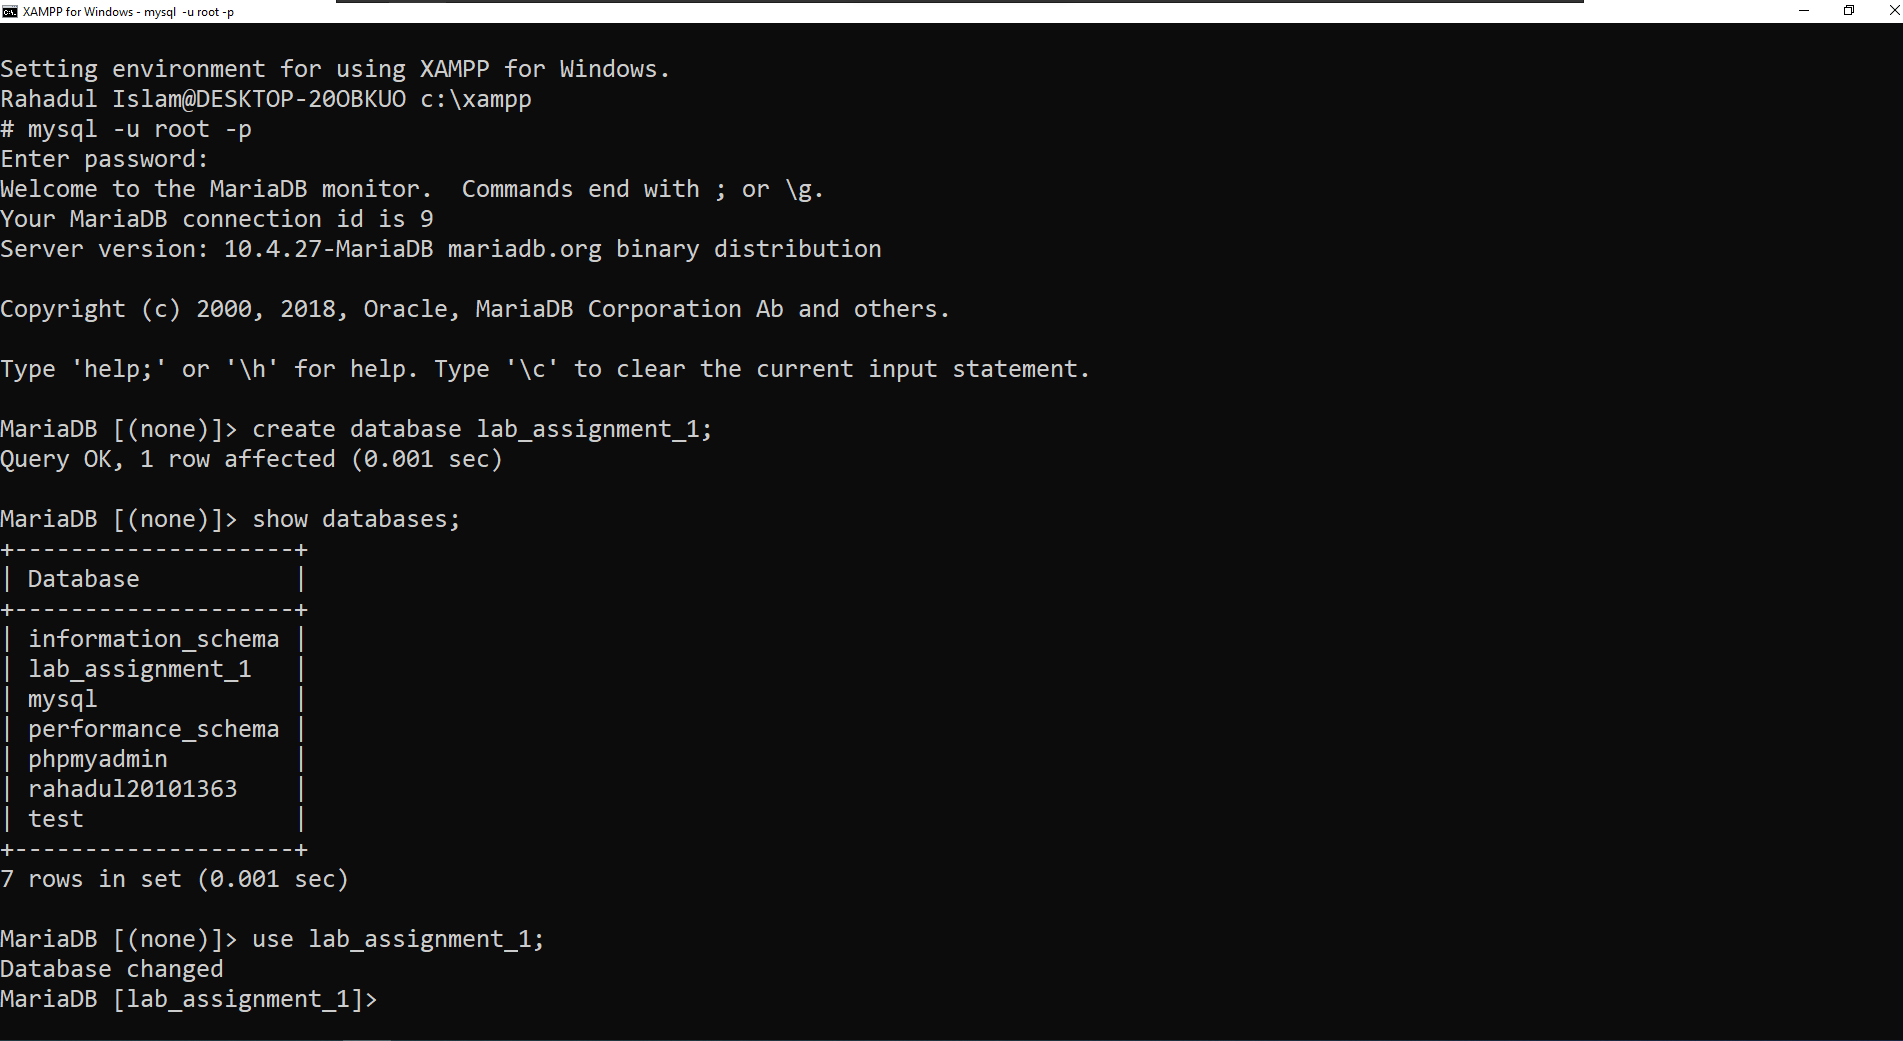 XAMPP for Windows - mysql  -u root -p
Setting environment for using XAMPP for Windows.
Rahadul Islam@DESKTOP-20OBKUO c:\xampp
# mysql -u root -p
Enter password:
Welcome to the MariaDB monitor.  Commands end with ; or \g.
Your MariaDB connection id is 9
Server version: 10.4.27-MariaDB mariadb.org binary distribution

Copyright (c) 2000, 2018, Oracle, MariaDB Corporation Ab and others.

Type 'help;' or '\h' for help. Type '\c' to clear the current input statement.

MariaDB [(none)]> create database lab_assignment_1;
Query OK, 1 row affected (0.001 sec)

MariaDB [(none)]> show databases;
+--------------------+
| Database           |
+--------------------+
| information_schema |
| lab_assignment_1   |
| mysql              |
| performance_schema |
| phpmyadmin         |
| rahadul20101363    |
| test               |
+--------------------+
7 rows in set (0.001 sec)

MariaDB [(none)]> use lab_assignment_1;
Database changed
MariaDB [lab_assignment_1]>